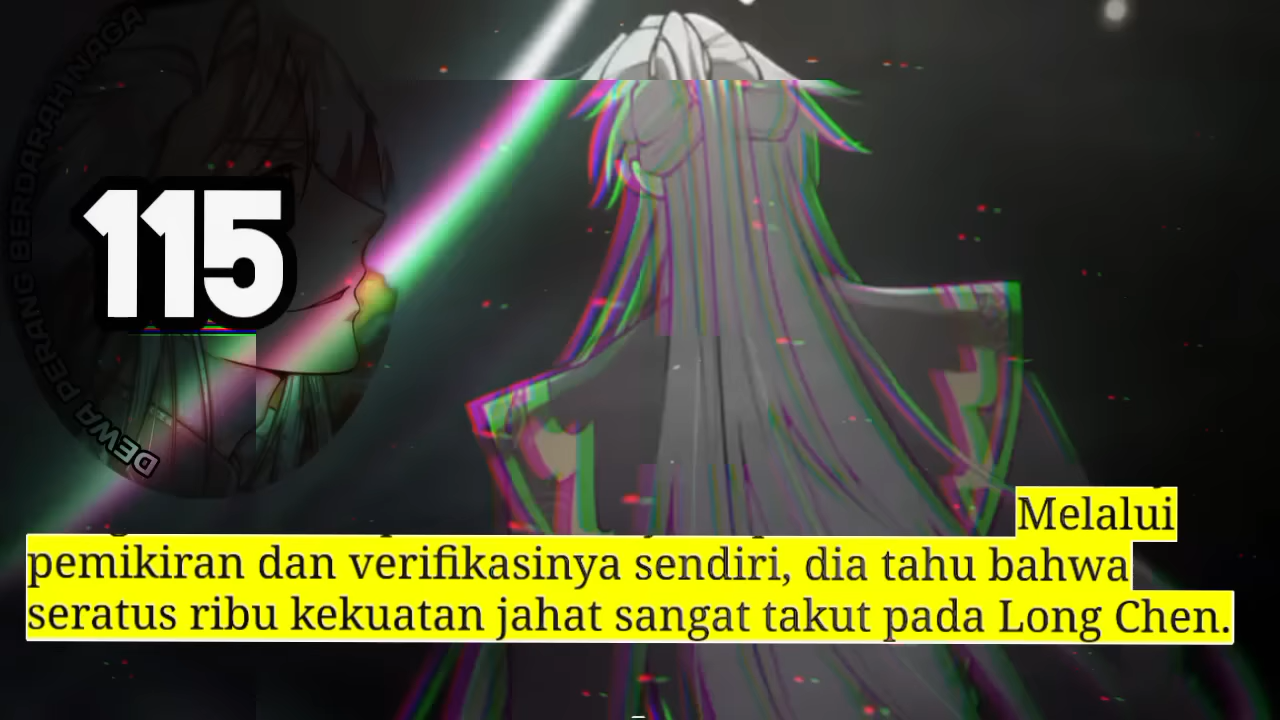 DEWA PERANG BERDARAH NAGA
115
Melalui
pemikiran dan verifikasinya sendiri, dia tahu bahwa
seratus ribu kekuatan jahat sangat takut pada Long Chen.